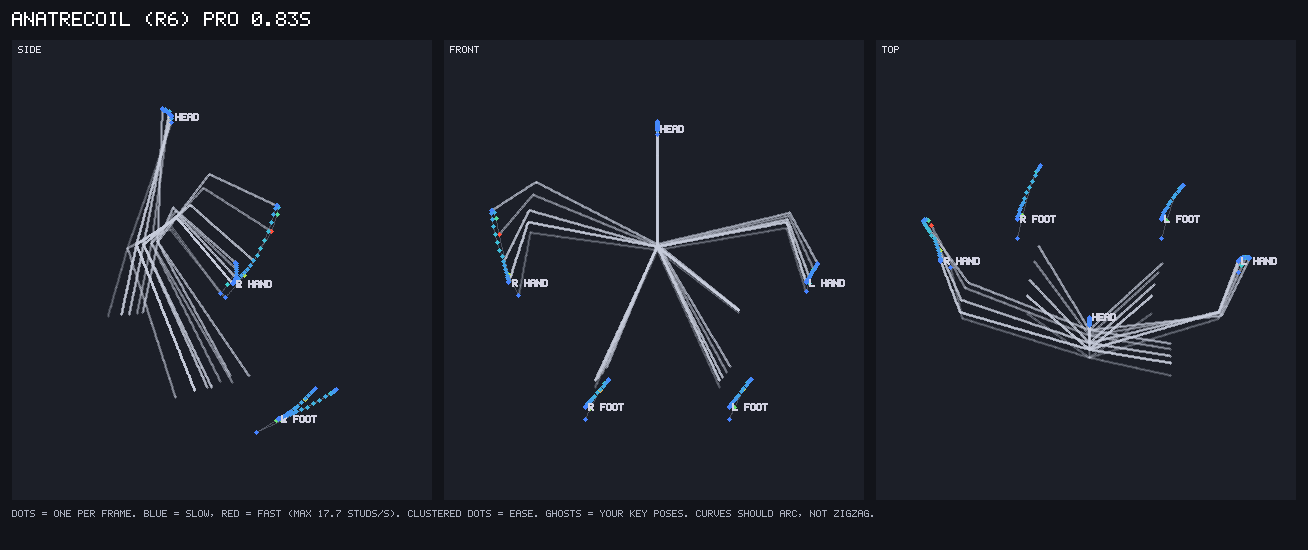 ANATRECOIL (R6) PRO 0.83S
SIDE
FRONT
TOP
HEAD
HAND
L FOOT
HEAD
R HAND
L HAND
R FOOT
L FOOT
R FOOT
L FOOT
R HAND
L HAND
HEAD
DOTS = ONE PER FRAME. BLUE = SLOW, RED = FAST (MAX 17.7 STUDS/S). CLUSTERED DOTS = EASE. GHOSTS = YOUR KEY POSES. CURVES SHOULD ARC, NOT ZIGZAG.